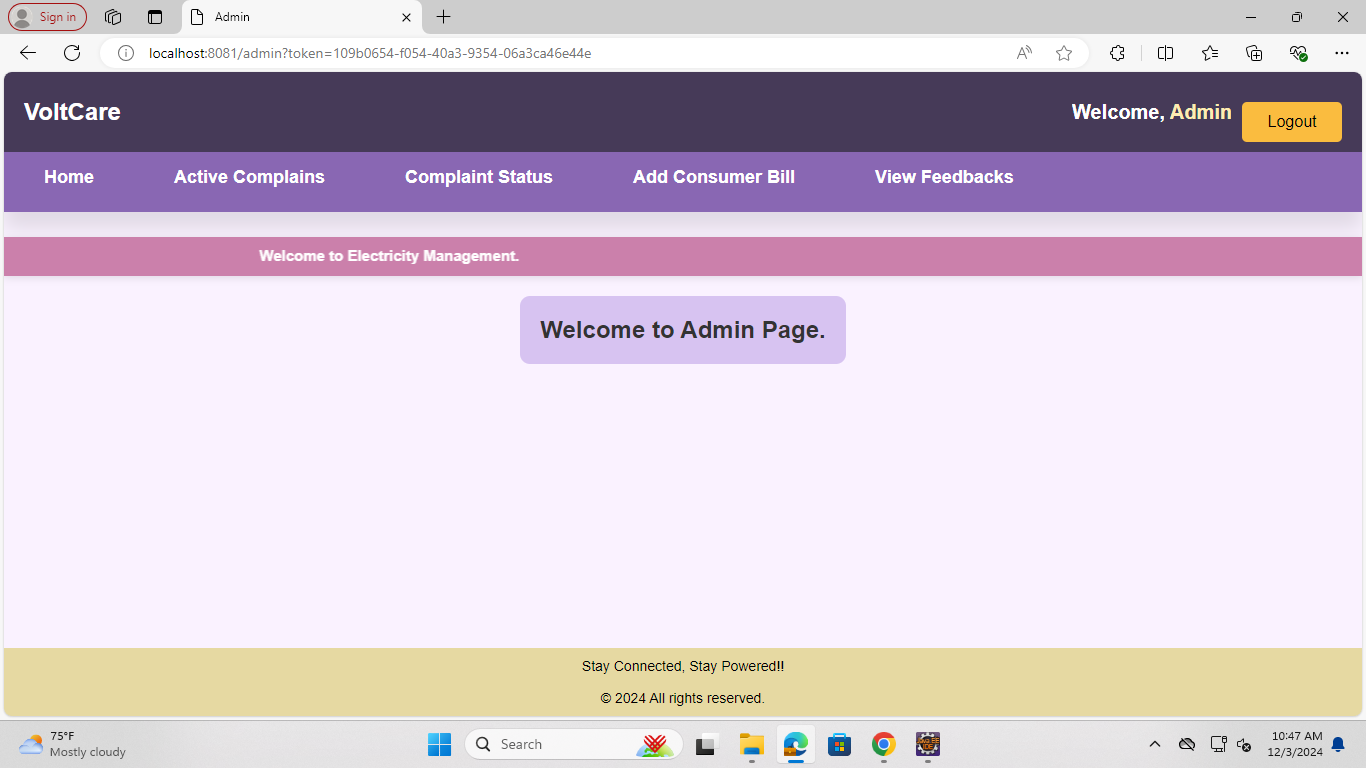 Sign in
Admin
localhost:8081/admin?token=109b0654-f054-40a3-9354-06a3ca46e44e
VoltCare
Welcome, Admin
Logout
Home
Active Complains
Complaint Status
Add Consumer Bill
View Feedbacks
Welcome to Electricity Management.
Welcome to Admin Page.
Stay Connected, Stay Powered!!
© 2024 All rights reserved.
75°F
Mostly cloudy
Search
10:47 AM
12/3/2024